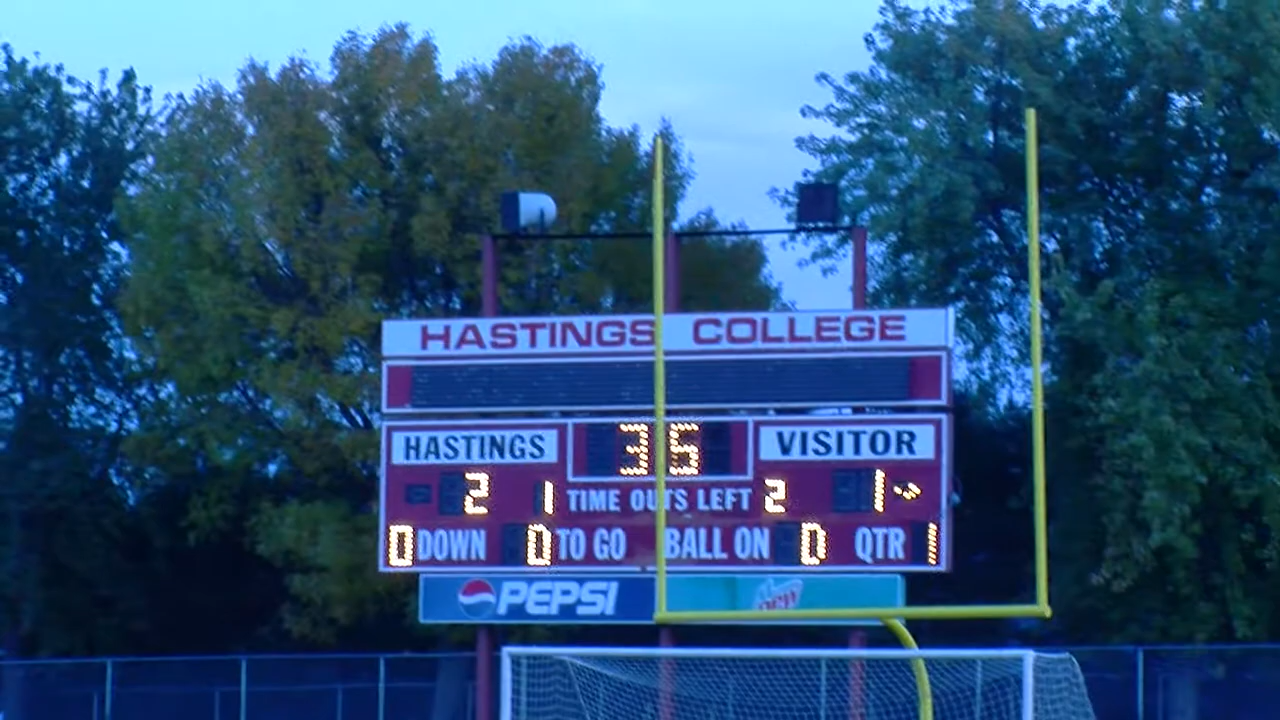 HASTINGS COLLEGE
HASTINGS 35 VISITOR
2 1 TIME OUTS LEFT 2 1
0 DOWN 0 TO GO BALL ON 0 QTR 1
PEPSI